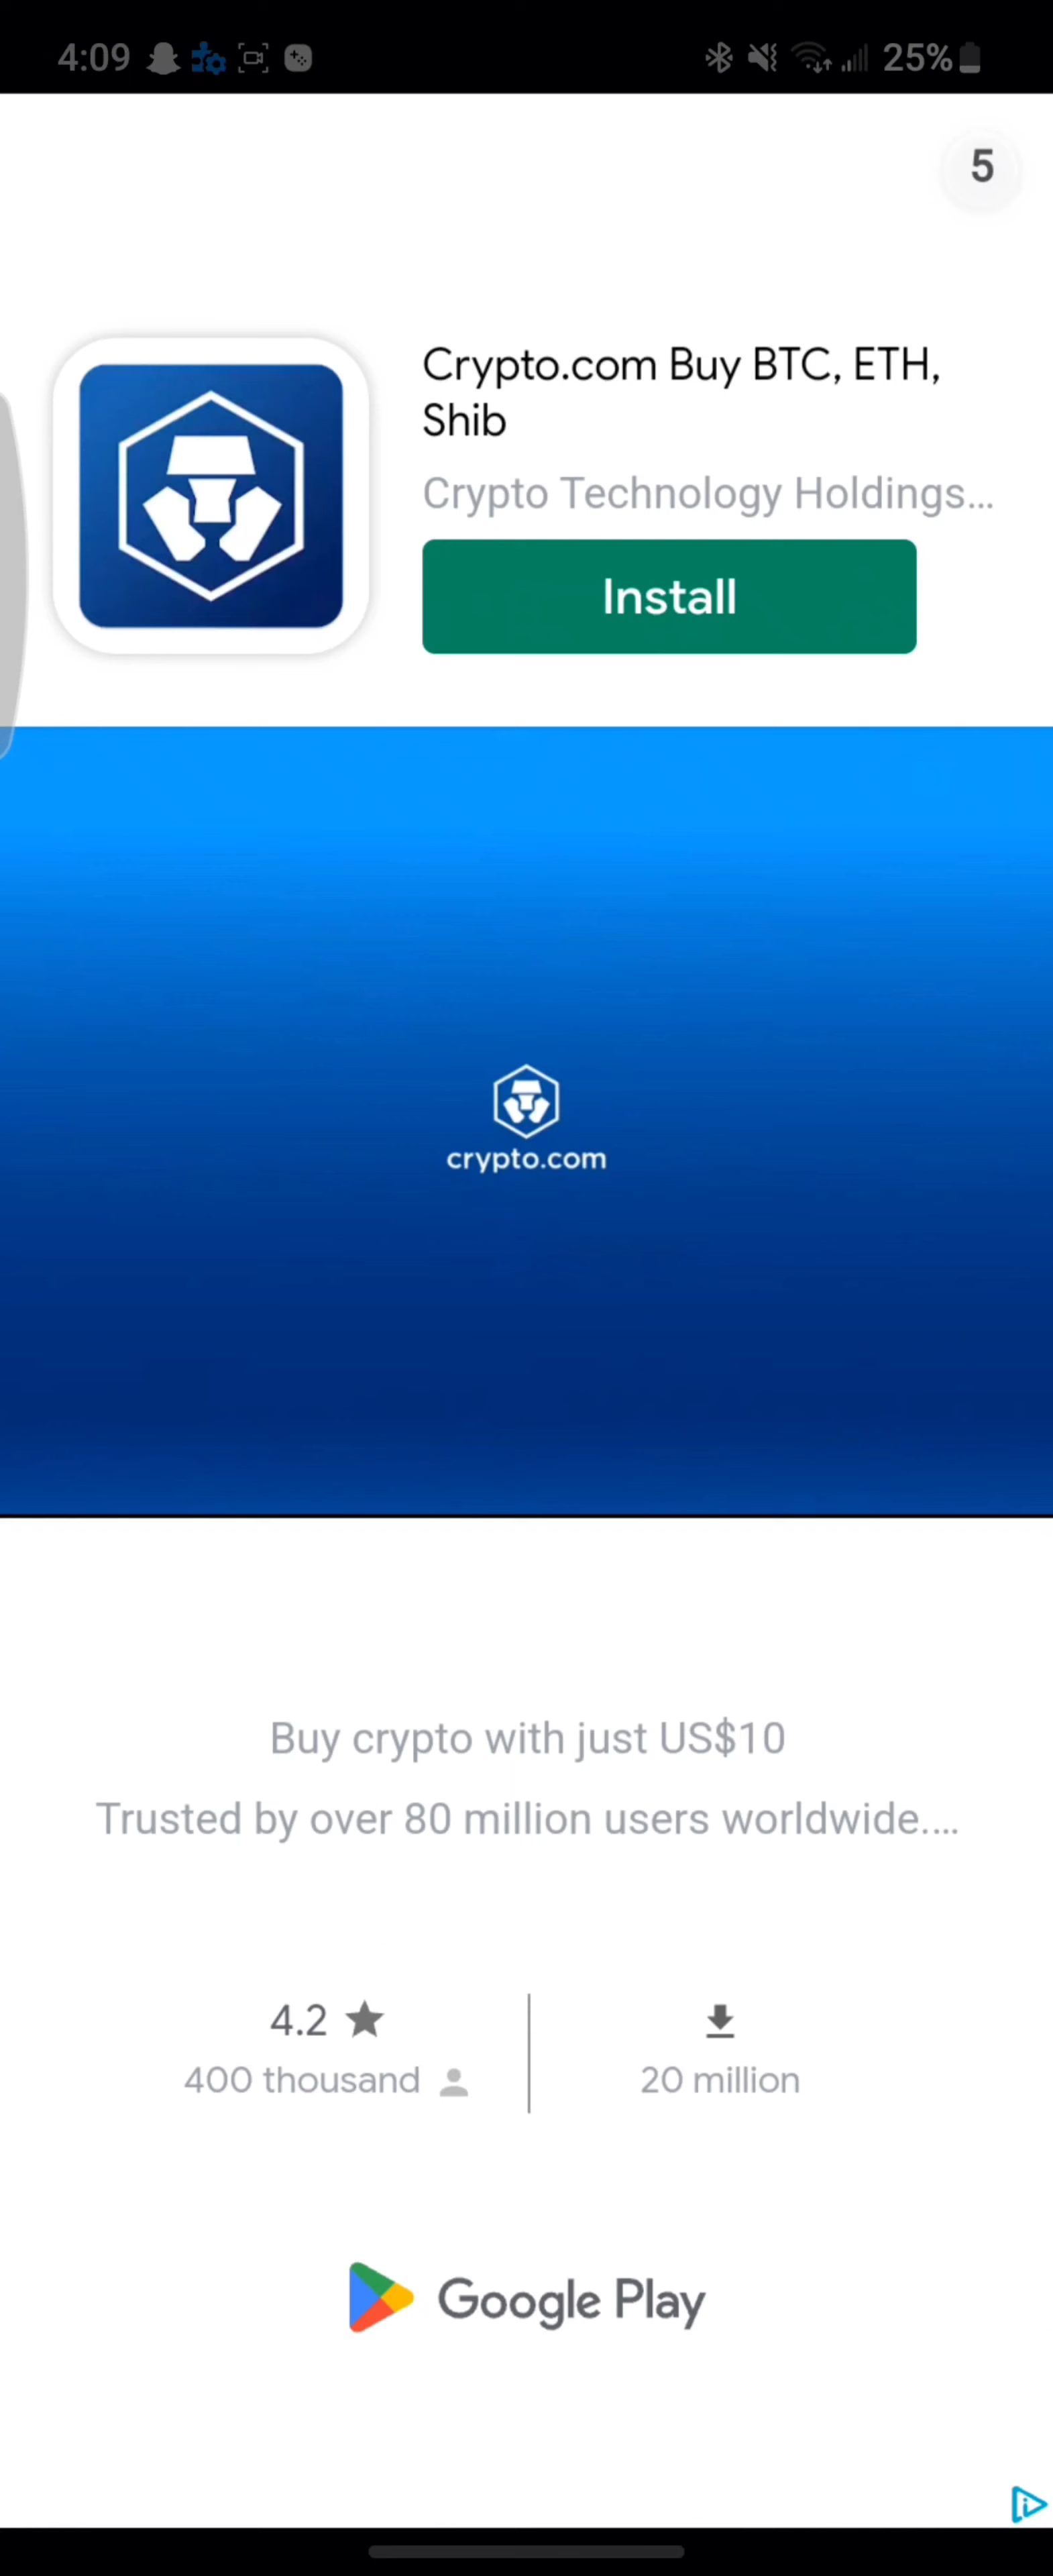 4:09
25%
5
Crypto.com Buy BTC, ETH,
Shib
Crypto Technology Holdings...
Install
crypto.com
Buy crypto with just US$10
Trusted by over 80 million users worldwide....
4.2
400 thousand
20 million
Google Play